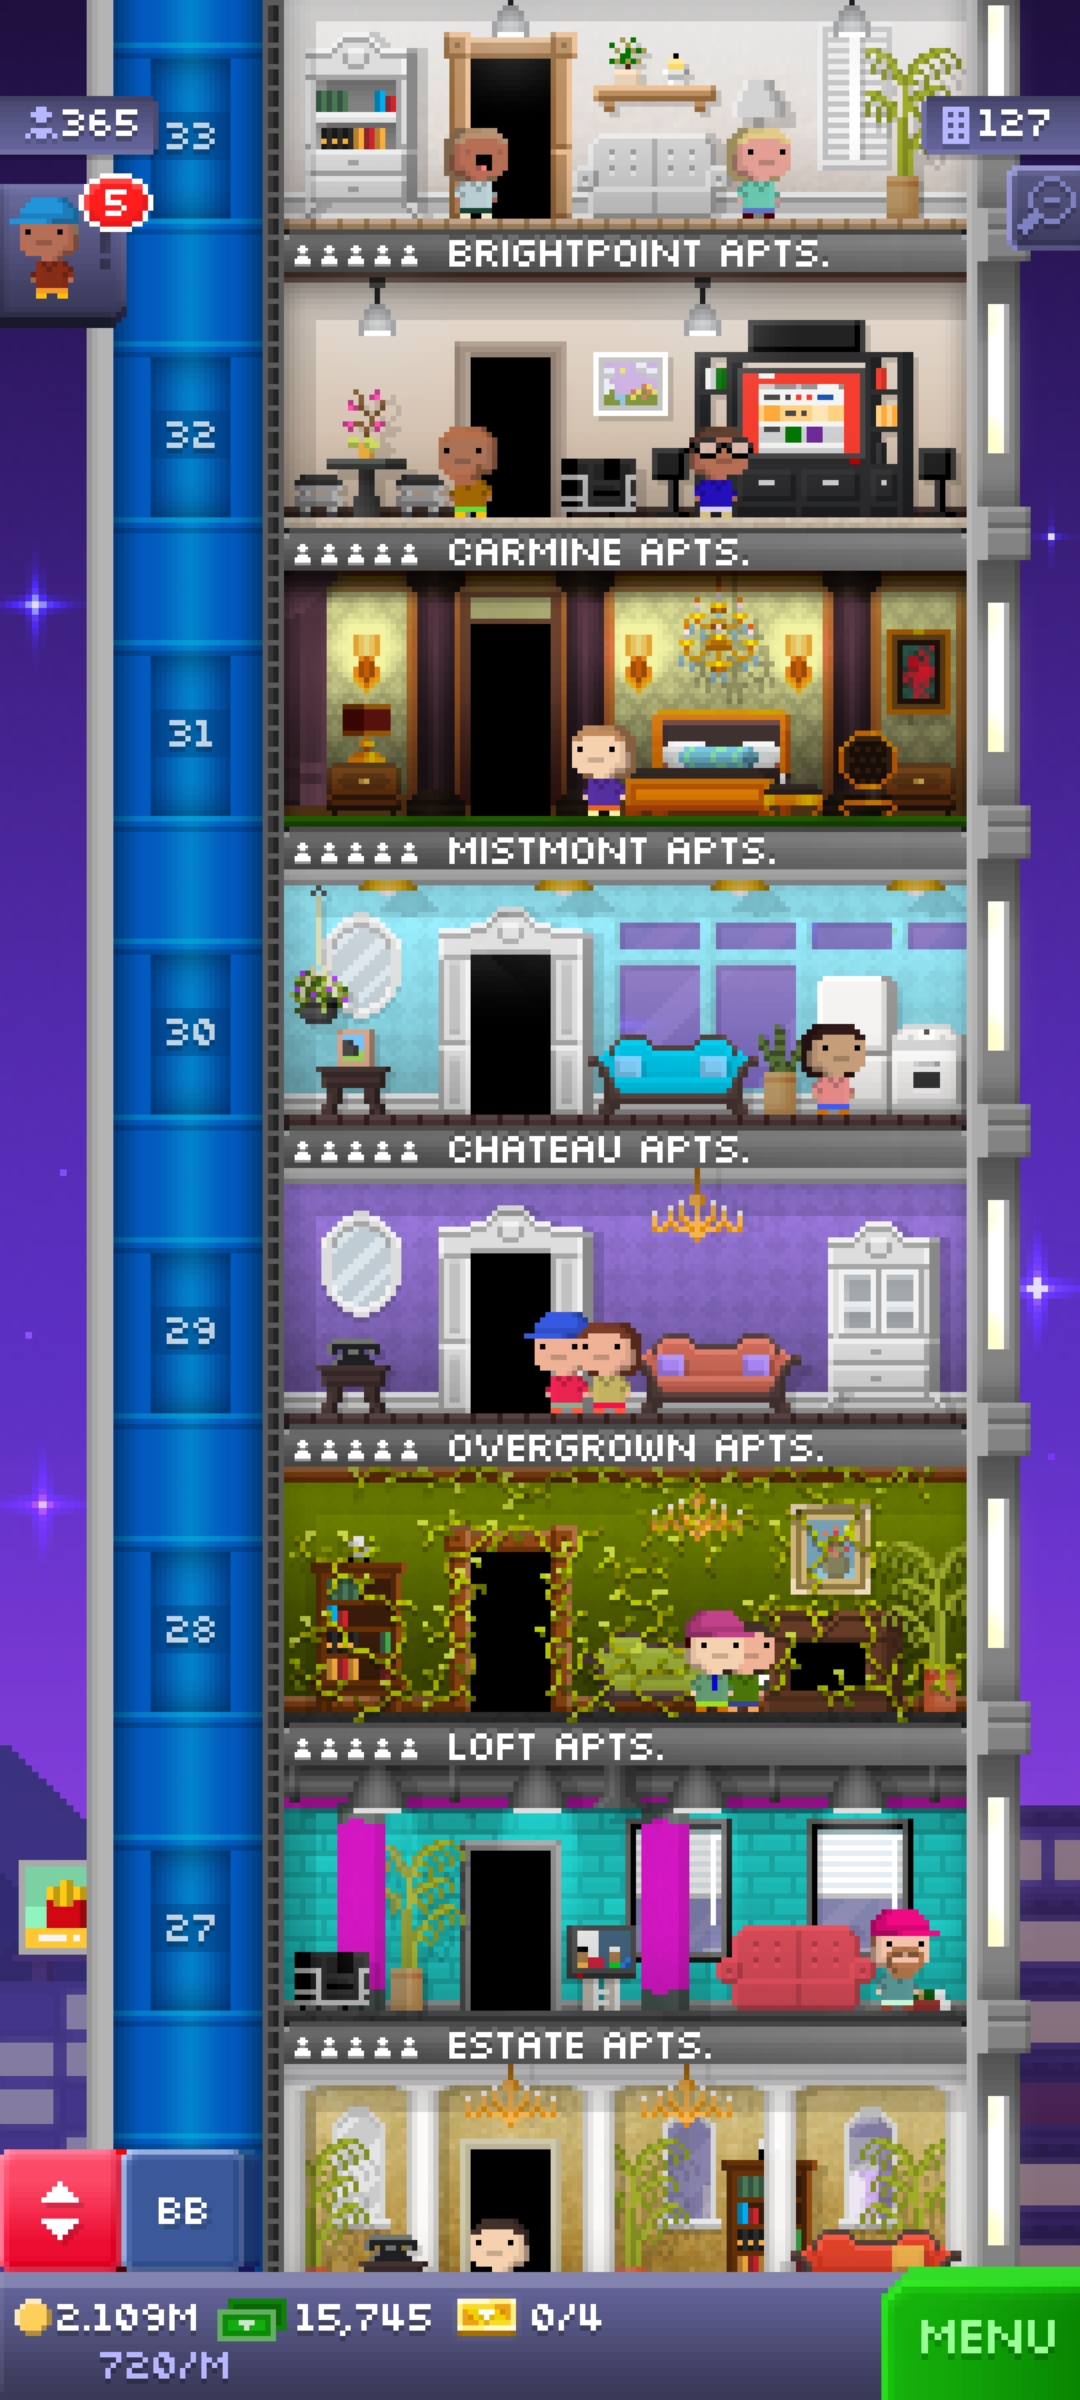 365
33
127
5
BRIGHTPOINT APTS.
32
CARMINE APTS.
31
MISTMONT APTS.
30
CHATEAU APTS.
29
OVERGROWN APTS.
28
LOFT APTS.
27
ESTATE APTS.
BB
2.109M 15,745 0/4
720/M
MENU